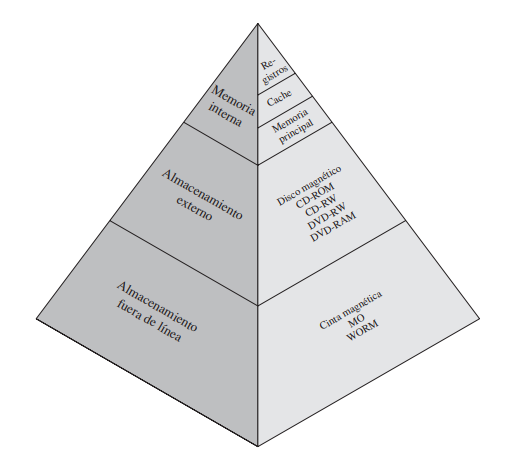 Re-
gistros
Cache
Memoria
principal
Memoria
interna
Disco magnético
CD-ROM
CD-RW
DVD-RW
DVD-RAM
Almacenamiento
externo
Cinta magnética
MO
WORM
Almacenamiento
fuera de línea